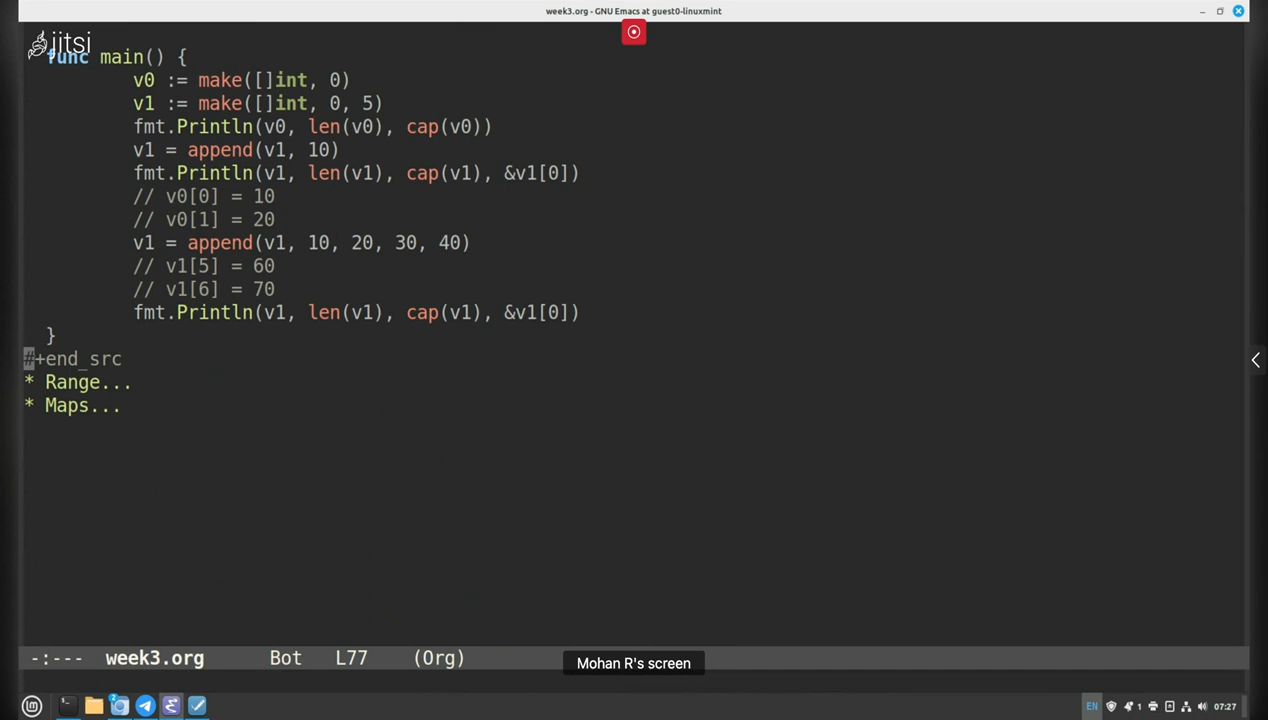 week3.org - GNU Emacs at guest0-linuxmint
jitsi
func main() {
v0 := make([]int, 0)
v1 := make([]int, 0, 5)
fmt.Println(v0, len(v0), cap(v0))
v1 = append(v1, 10)
fmt.Println(v1, len(v1), cap(v1), &v1[0])
// v0[0] = 10
// v0[1] = 20
v1 = append(v1, 10, 20, 30, 40)
// v1[5] = 60
// v1[6] = 70
fmt.Println(v1, len(v1), cap(v1), &v1[0])
}
#+end_src
* Range...
* Maps...
-:--- week3.org Bot L77 (Org)
Mohan R's screen
2 EN 1 07:27